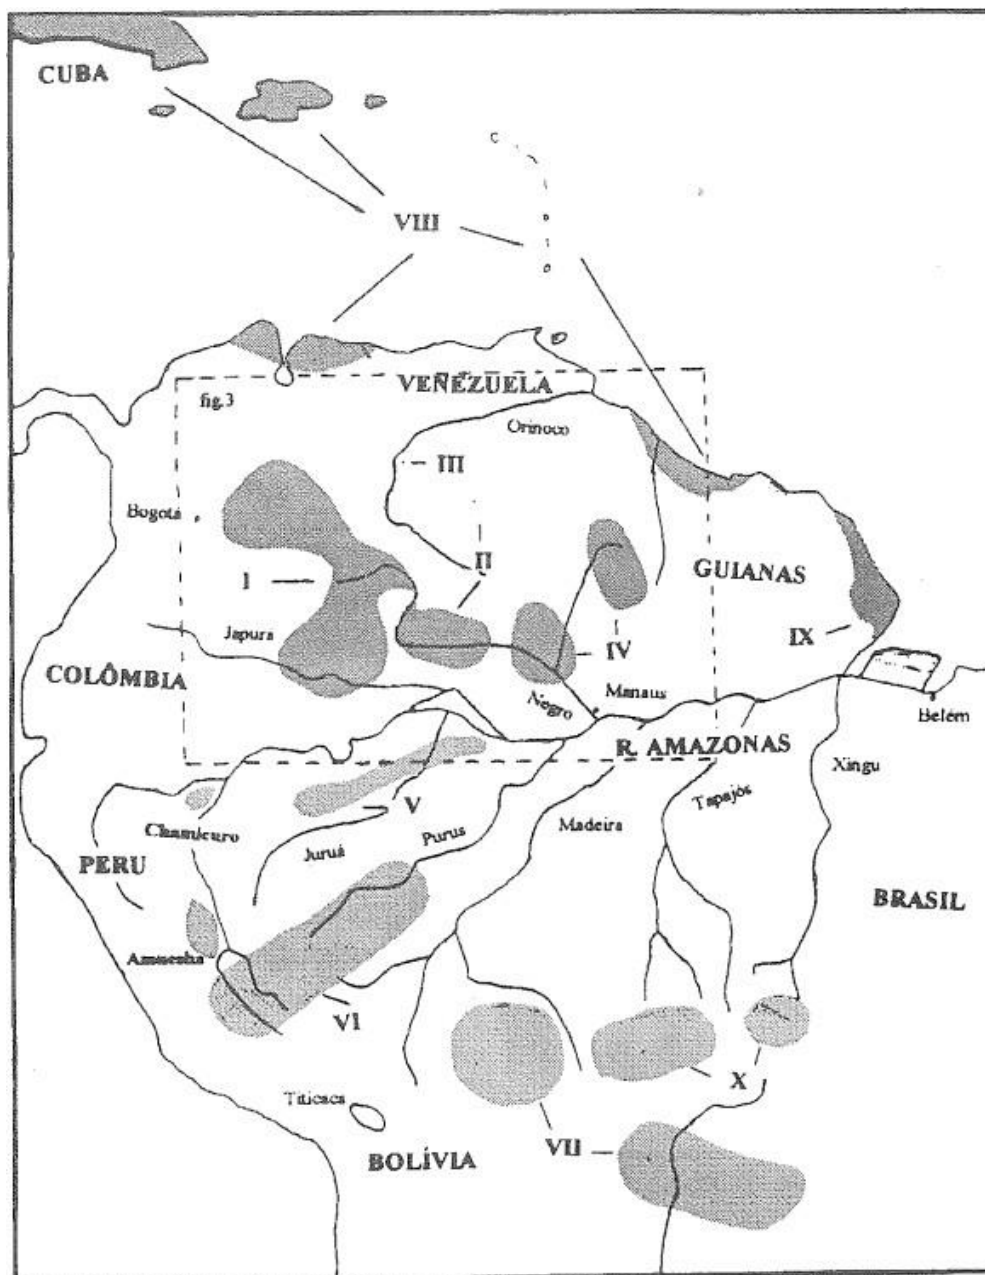 CUBA
VIII
VENEZUELA
fig.3
Orinoco
III
Bogotá
II
I
GUIANAS
IX
Japura
IV
COLÔMBIA
Negro
Manaus
Belém
R. AMAZONAS
Xingu
V
Tapajós
Chamicuro
Purus
Madeira
Juruá
PERU
BRASIL
Amuesha
VI
X
Titicaca
VII
BOLÍVIA